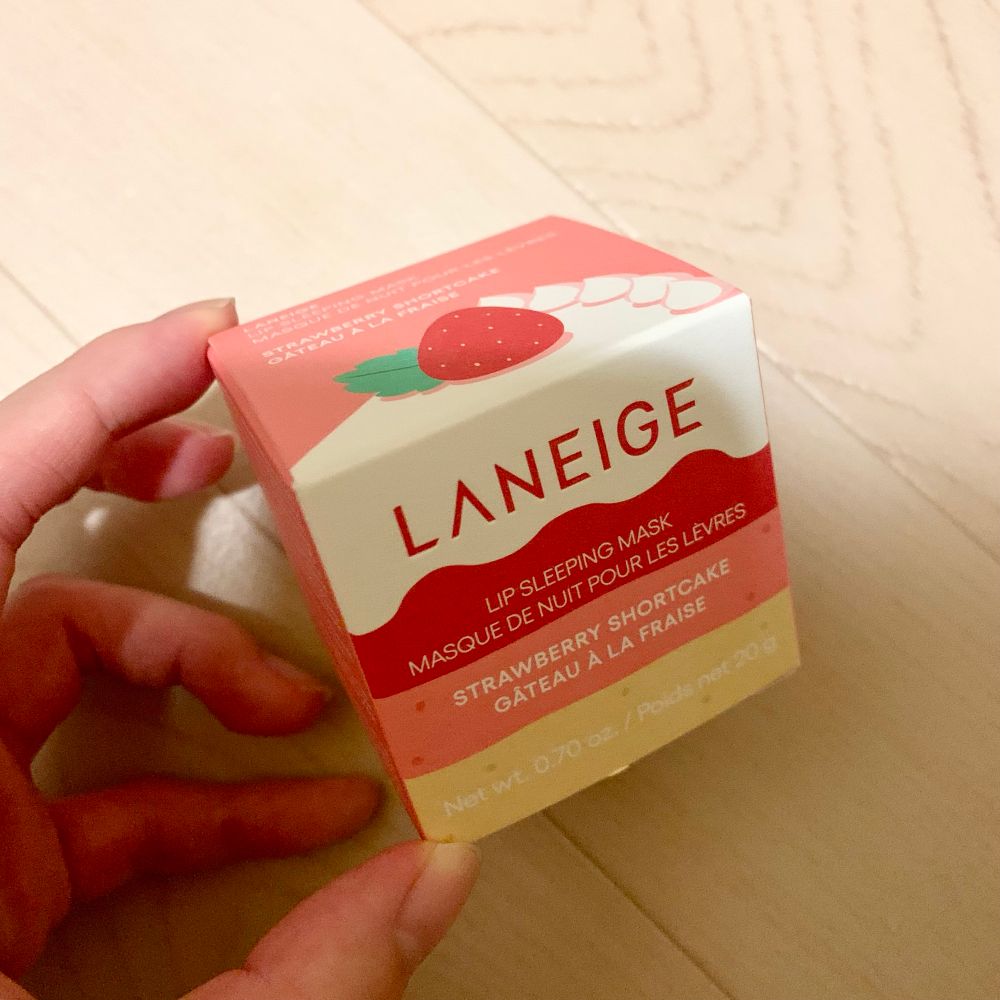 LANEIGE
LIP SLEEPING MASK
MASQUE DE NUIT POUR LES LÈVRES
STRAWBERRY SHORTCAKE
GÂTEAU À LA FRAISE
LANEIGE
LIP SLEEPING MASK
MASQUE DE NUIT POUR LES LÈVRES
STRAWBERRY SHORTCAKE
GÂTEAU À LA FRAISE
Net wt. 0.70 oz. / Poids net 20 g